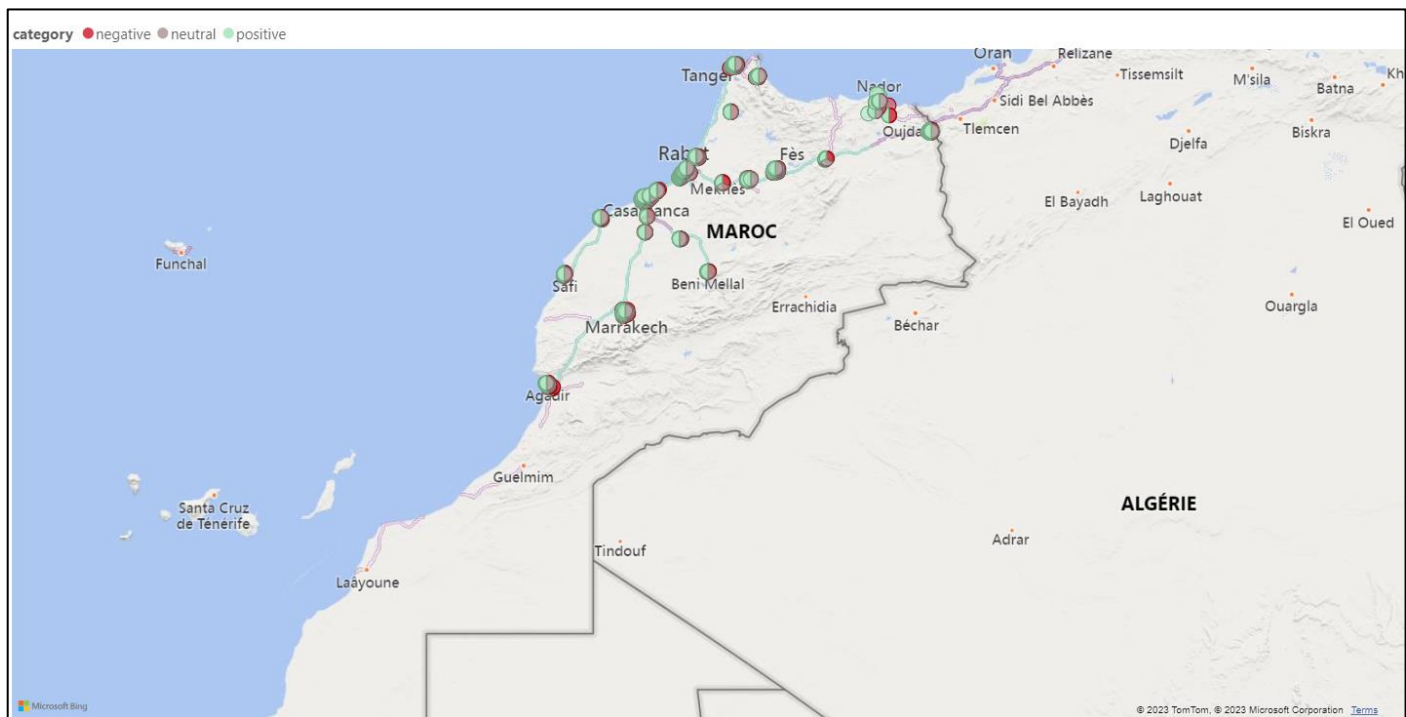 category negative neutral positive
Oran
Relizane
Tanger
Tissemsilt
M'sila
Batna
Kh
Nador
Sidi Bel Abbès
Oujda
Tlemcen
Biskra
Djelfa
Rabat
Fès
Meknès
Laghouat
El Bayadh
Casablanca
MAROC
El Oued
Funchal
Safi
Beni Mellal
Errachidia
Ouargla
Marrakech
Béchar
Agadir
Guelmim
Santa Cruz
de Ténérife
ALGÉRIE
Adrar
Tindouf
Laâyoune
Microsoft Bing
© 2023 TomTom, © 2023 Microsoft Corporation Terms